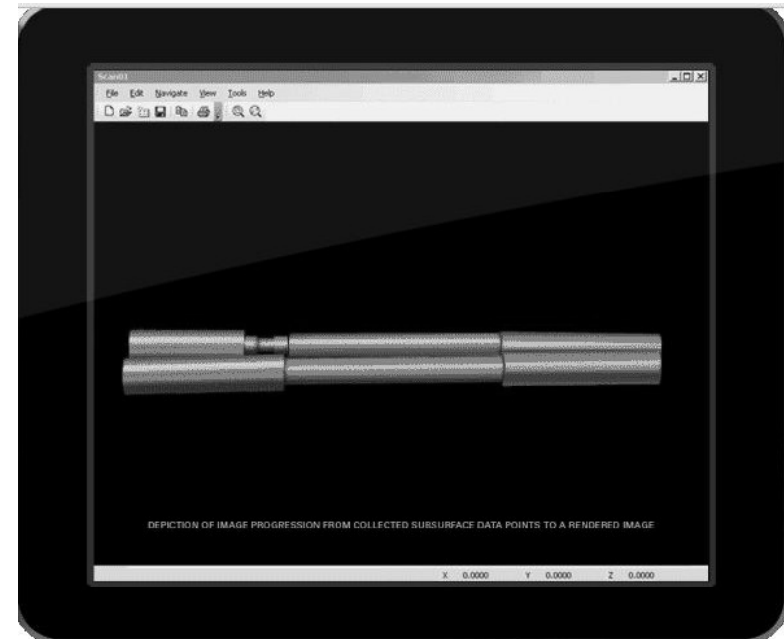 Scan01
File Edit Navigate View Tools Help
DEPICTION OF IMAGE PROGRESSION FROM COLLECTED SUBSURFACE DATA POINTS TO A RENDERED IMAGE
X 0.0000 Y 0.0000 Z 0.0000